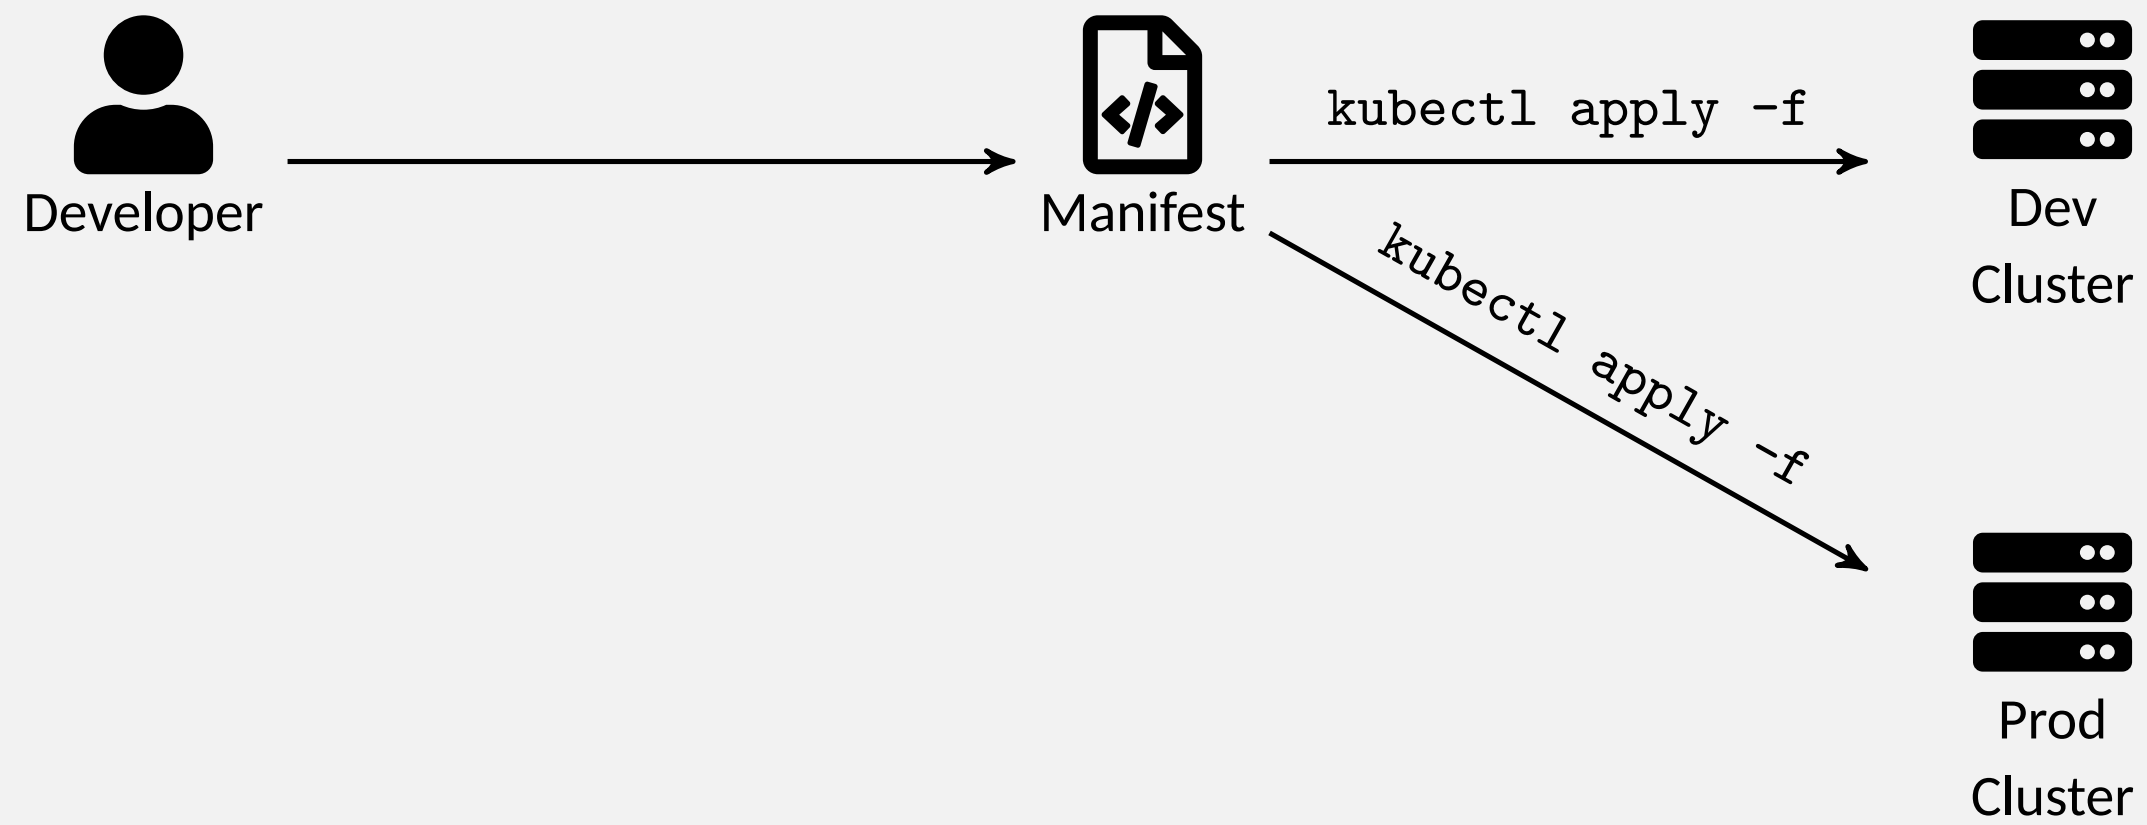 Developer
Manifest
kubectl apply -f
Dev
Cluster
kubectl apply -f
Prod
Cluster